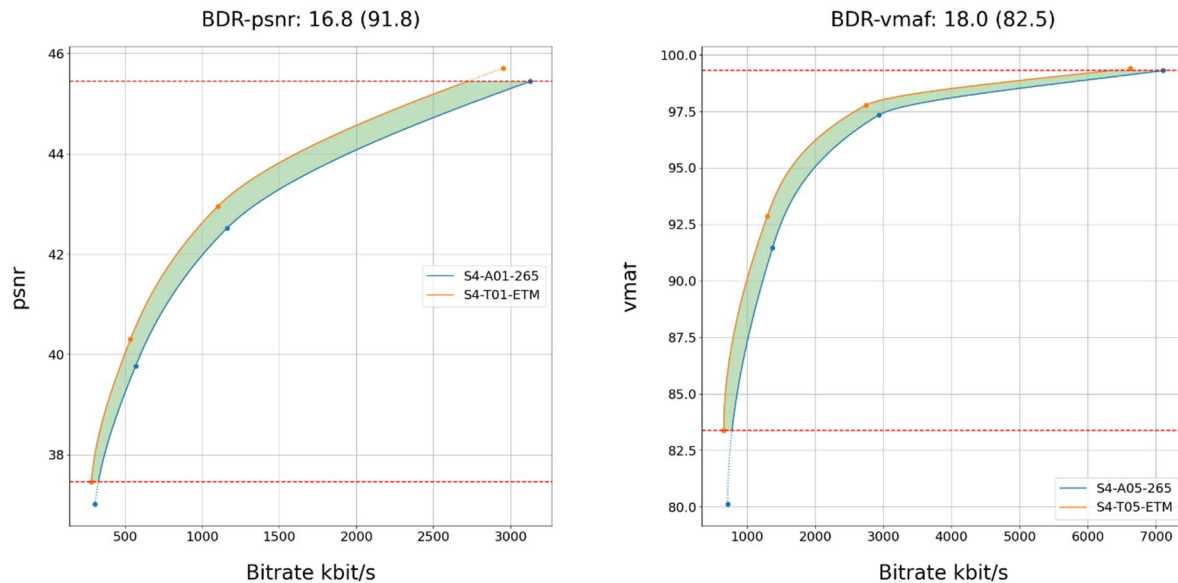 BDR-psnr: 16.8 (91.8)
46
44
42
40
38
psnr
S4-A01-265
S4-T01-ETM
500 1000 1500 2000 2500 3000
Bitrate kbit/s
BDR-vmaf: 18.0 (82.5)
100.0
97.5
95.0
92.5
90.0
87.5
85.0
82.5
80.0
vmaf
S4-A05-265
S4-T05-ETM
1000 2000 3000 4000 5000 6000 7000
Bitrate kbit/s